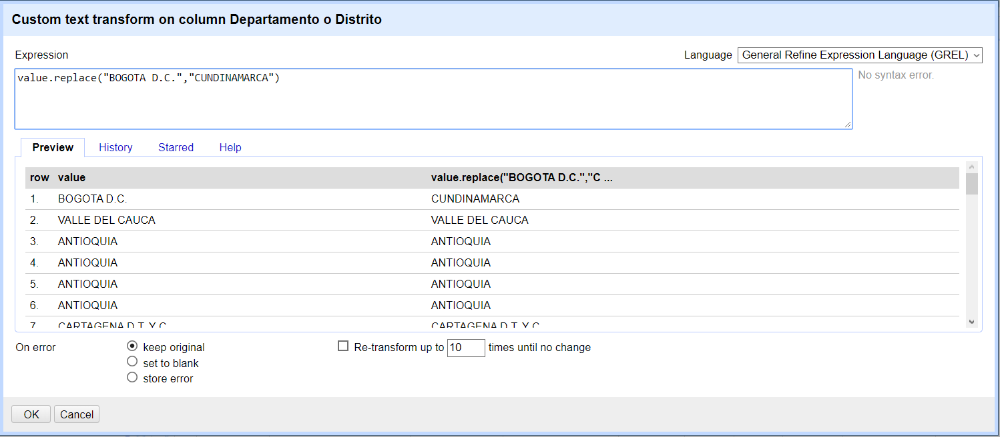 Custom text transform on column Departamento o Distrito
Expression
Language General Refine Expression Language (GREL)
value.replace("BOGOTA D.C.","CUNDINAMARCA")
No syntax error.
Preview History Starred Help
row value value.replace("BOGOTA D.C.","C ...
1. BOGOTA D.C. CUNDINAMARCA
2. VALLE DEL CAUCA VALLE DEL CAUCA
3. ANTIOQUIA ANTIOQUIA
4. ANTIOQUIA ANTIOQUIA
5. ANTIOQUIA ANTIOQUIA
6. ANTIOQUIA ANTIOQUIA
7. CARTAGENA D.T. Y C. CARTAGENA D.T. Y C.
On error
keep original
set to blank
store error
Re-transform up to 10 times until no change
OK Cancel